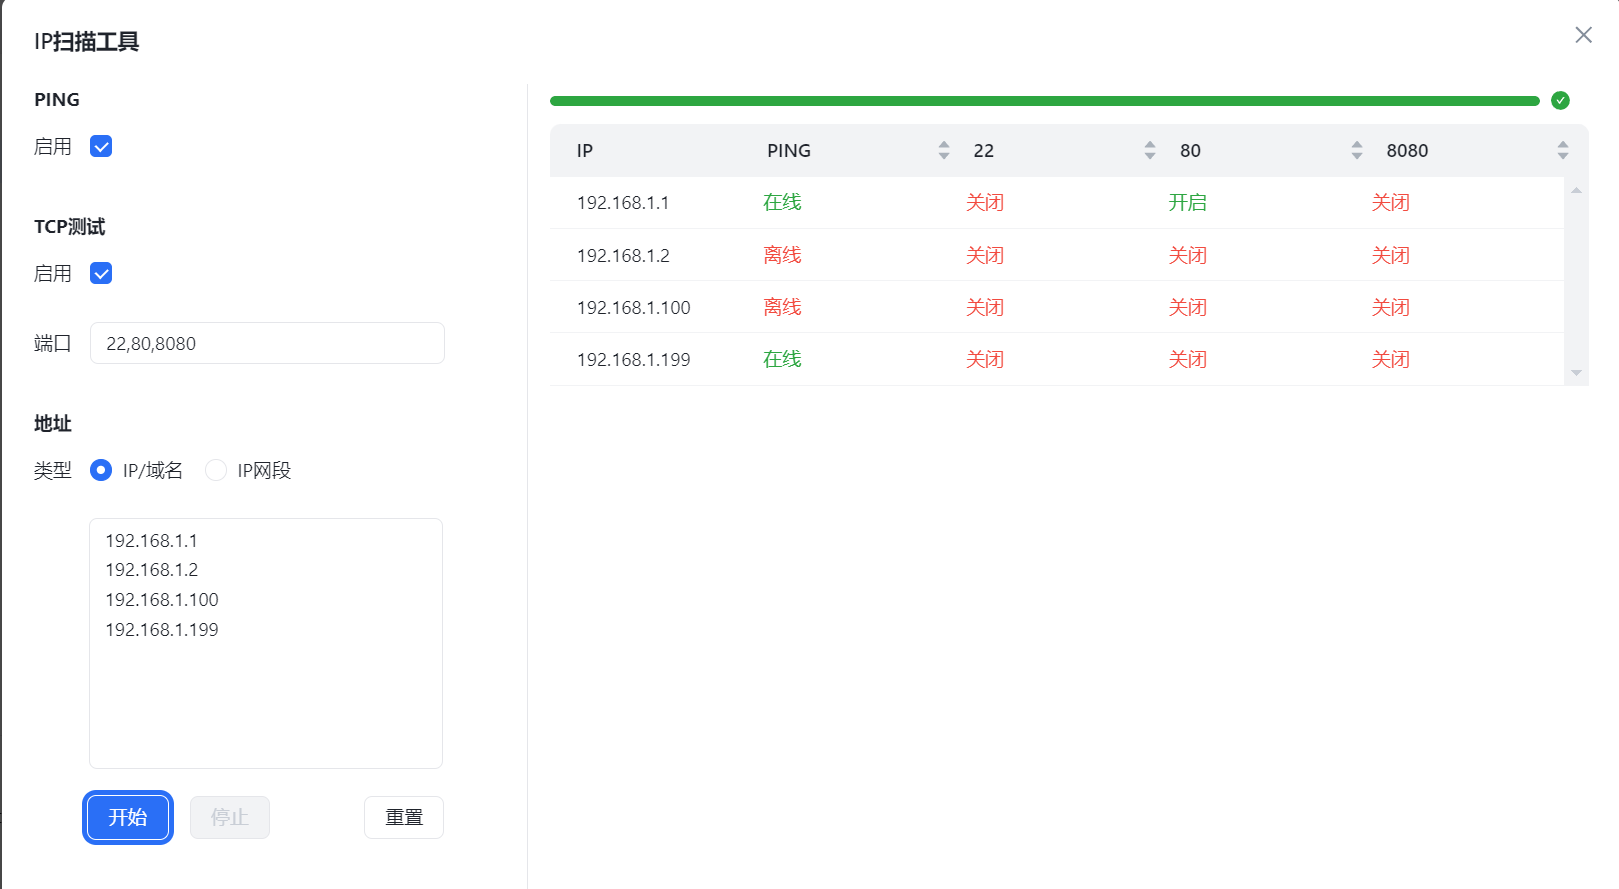 IP扫描工具
PING
启用
TCP测试
启用
端口 22,80,8080
地址
类型 IP/域名 IP网段
192.168.1.1
192.168.1.2
192.168.1.100
192.168.1.199
开始 停止 重置
IP PING 22 80 8080
192.168.1.1 在线 关闭 开启 关闭
192.168.1.2 离线 关闭 关闭 关闭
192.168.1.100 离线 关闭 关闭 关闭
192.168.1.199 在线 关闭 关闭 关闭